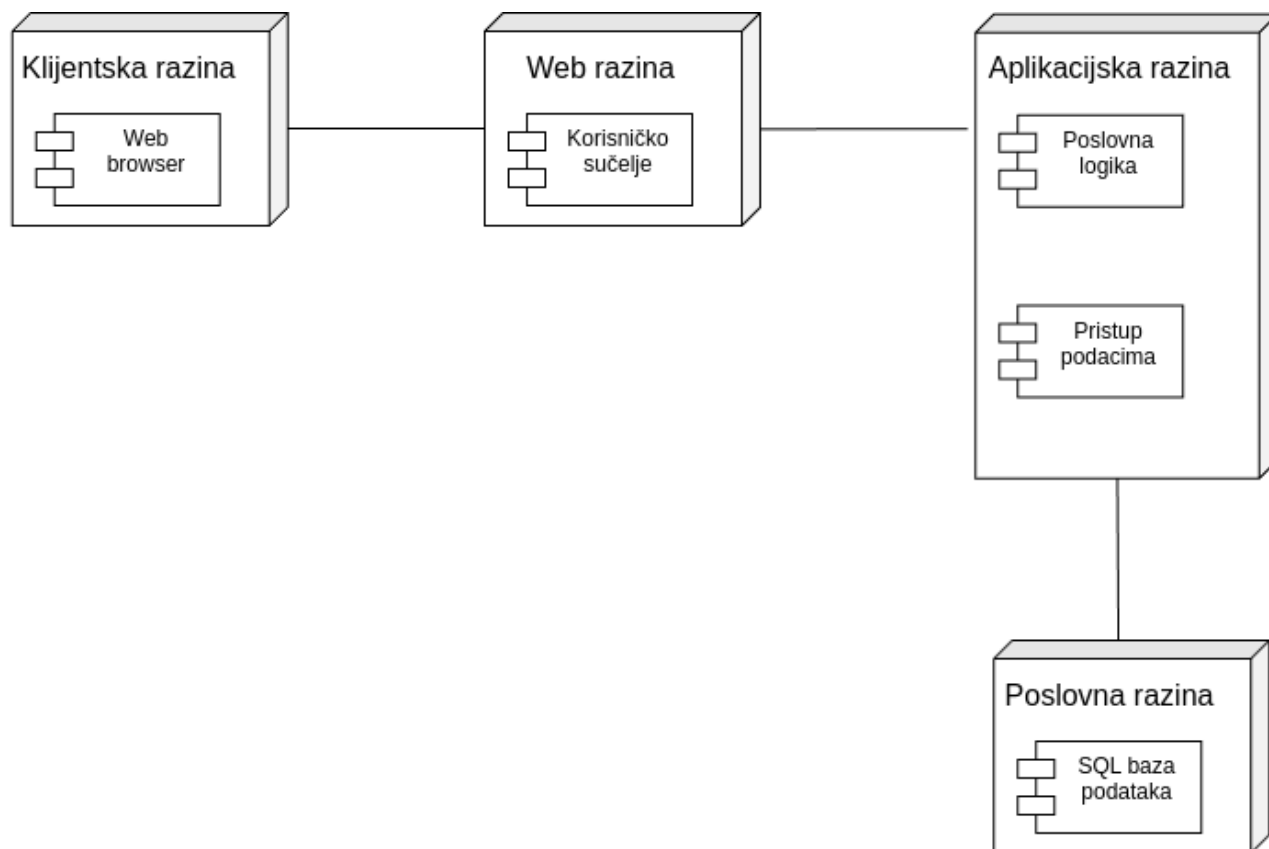 Klijentska razina
Web
browser
Web razina
Korisničko
sučelje
Aplikacijska razina
Poslovna
logika
Pristup
podacima
Poslovna razina
SQL baza
podataka